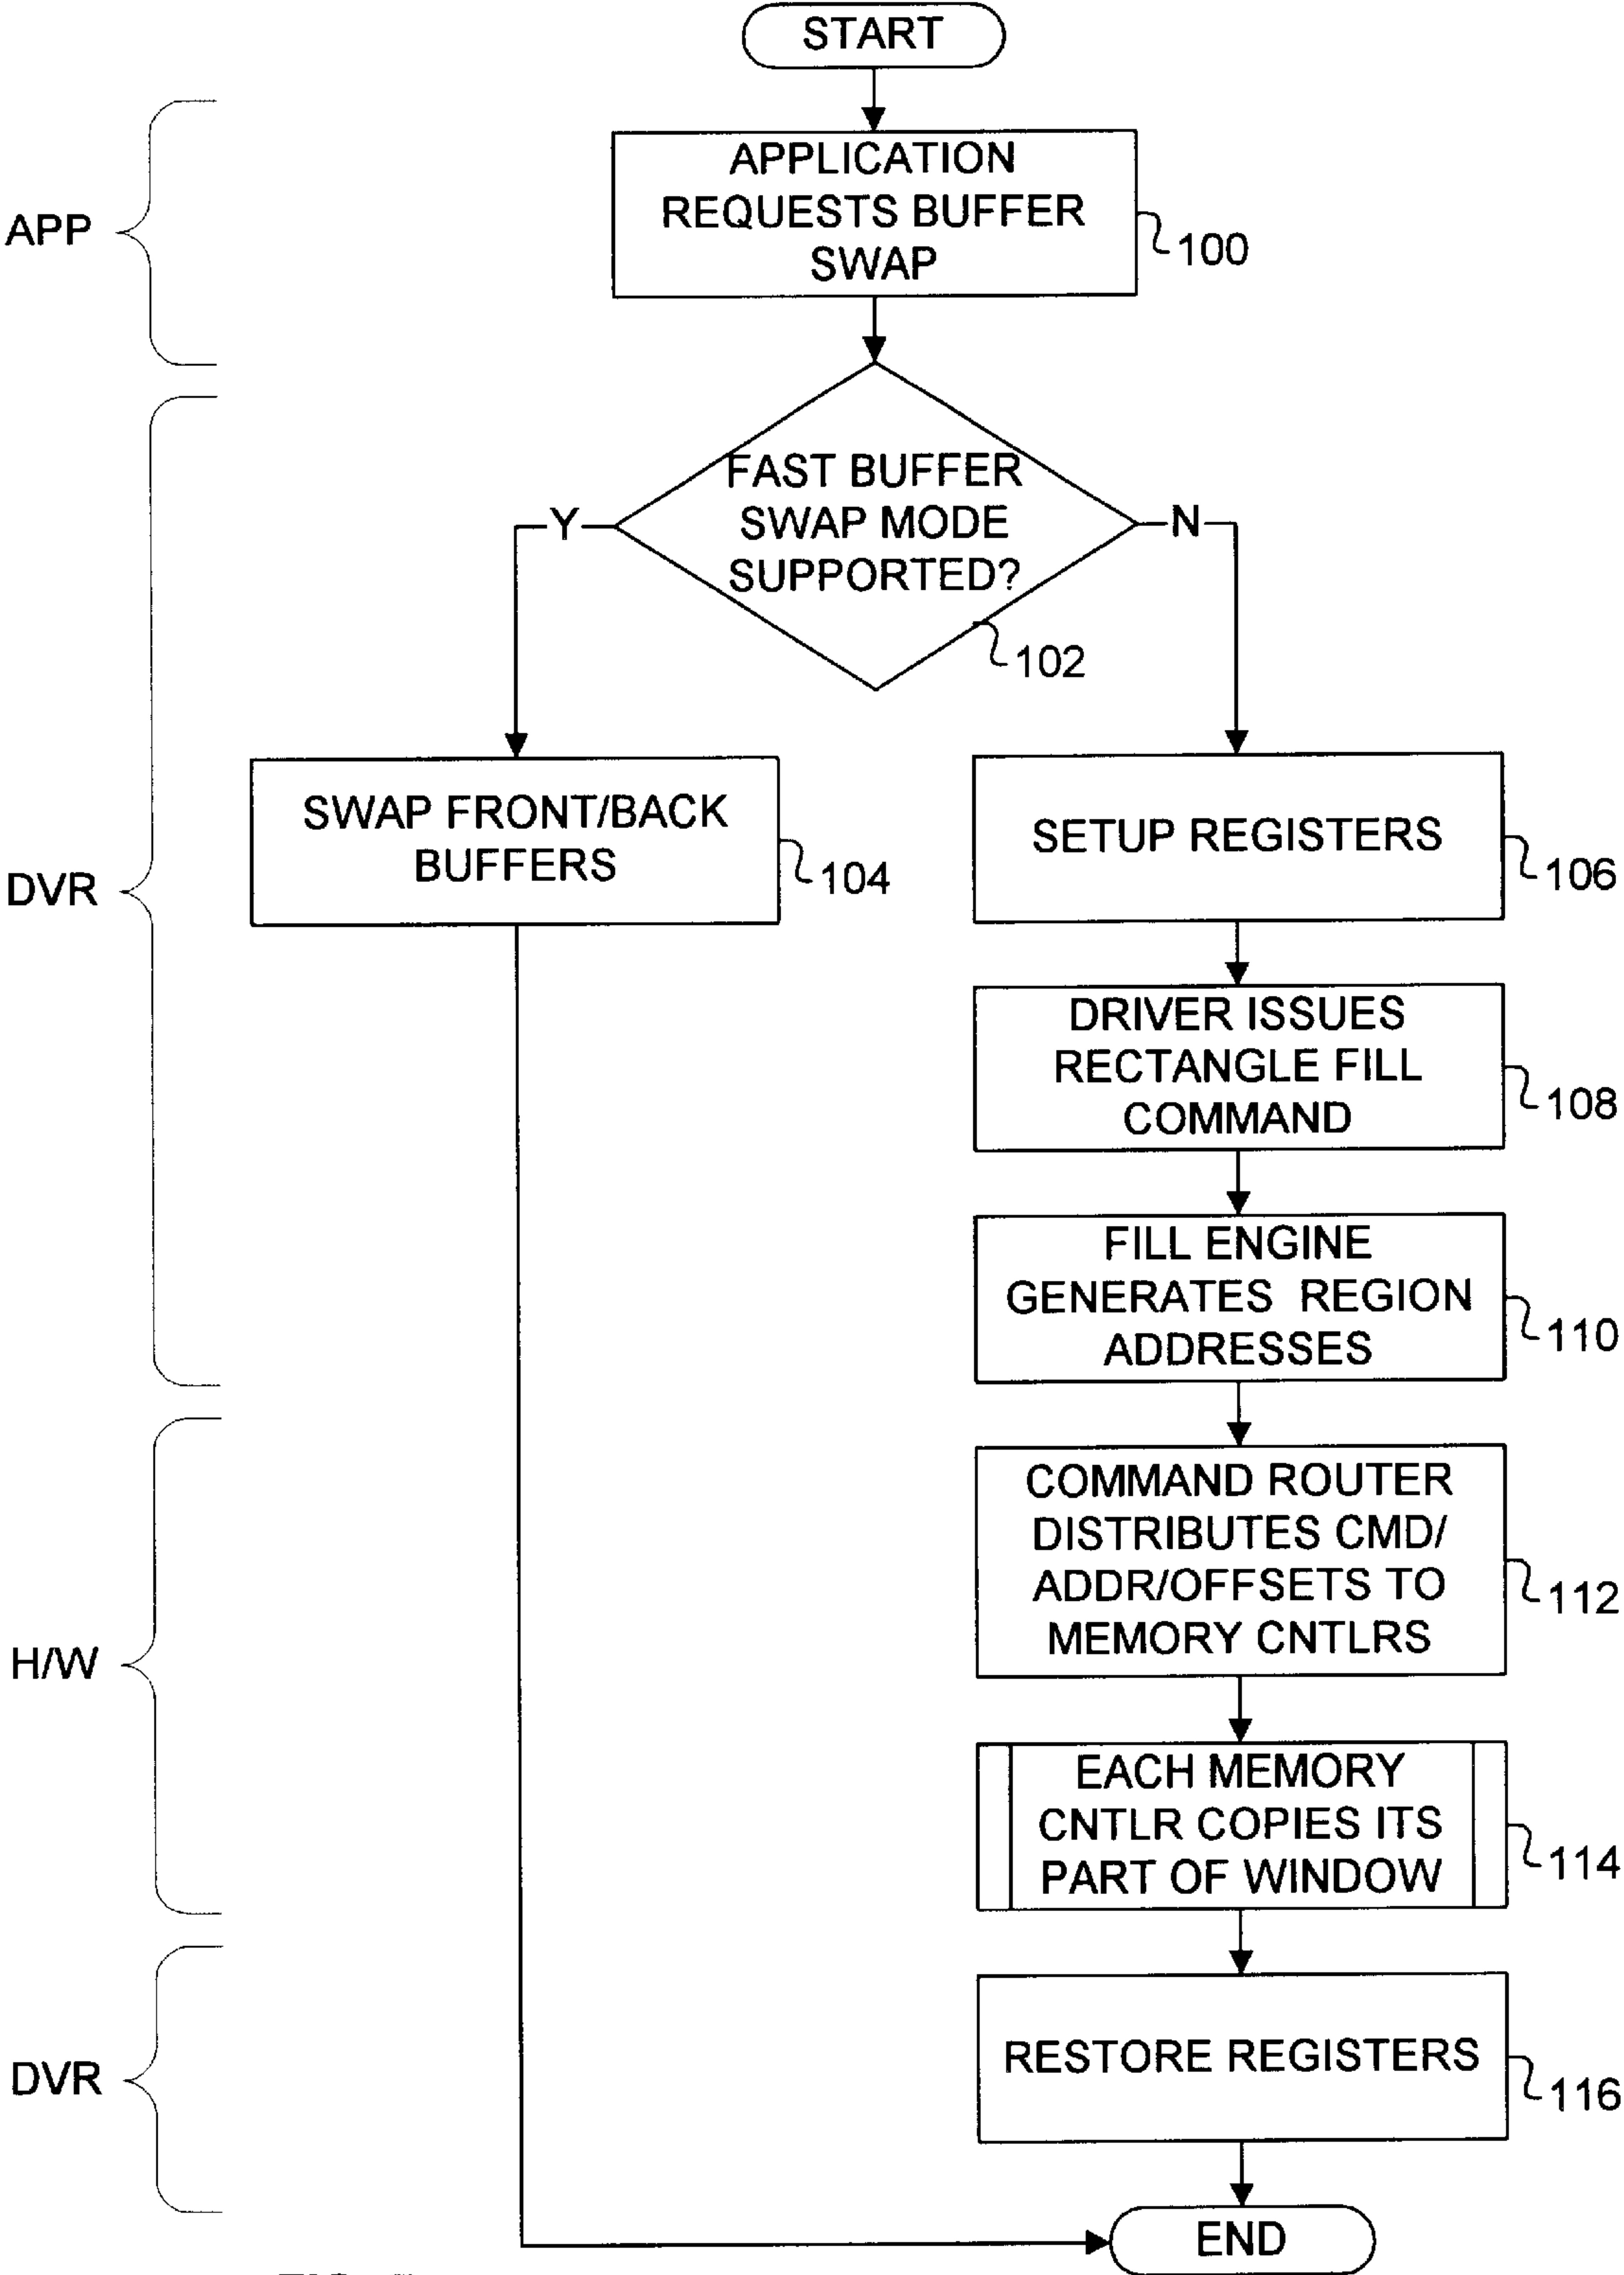 START
APPLICATION
REQUESTS BUFFER
SWAP
100
APP
FAST BUFFER
SWAP MODE
SUPPORTED?
Y
N
102
SWAP FRONT/BACK
BUFFERS
104
SETUP REGISTERS
106
DVR
DRIVER ISSUES
RECTANGLE FILL
COMMAND
108
FILL ENGINE
GENERATES REGION
ADDRESSES
110
COMMAND ROUTER
DISTRIBUTES CMD/
ADDR/OFFSETS TO
MEMORY CNTLRS
112
H/W
EACH MEMORY
CNTLR COPIES ITS
PART OF WINDOW
114
RESTORE REGISTERS
116
DVR
END